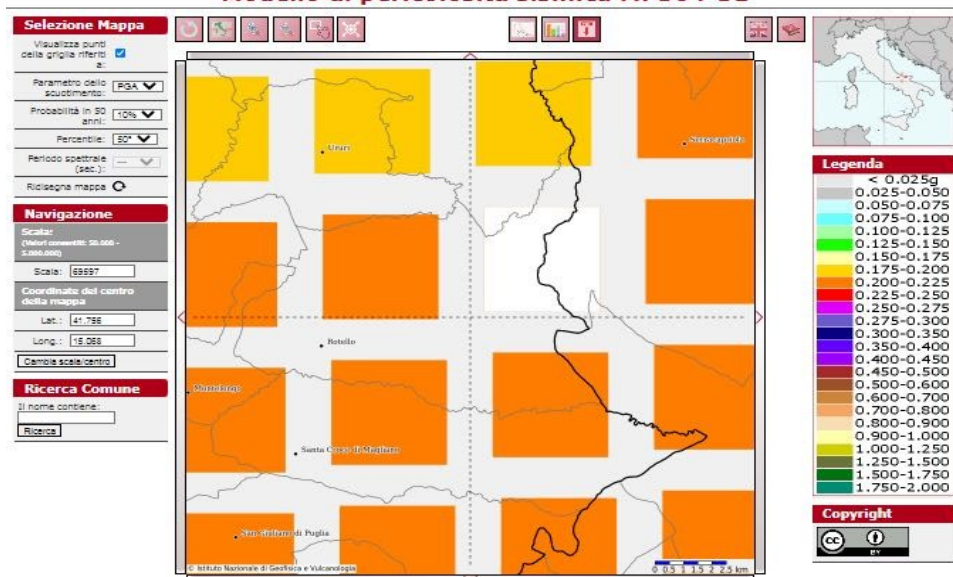 Modello di pericolosità sismica MPS04-S1
Selezione Mappa
Visualizza punti
della griglia riferiti
a:
Parametro dello
scuotimento: PGA
Probabilità in 50
anni: 10%
Percentile: 50°
Periodo spettrale
(sec.): ---
Ridisegna mappa
Navigazione
Scala:
(Valori consentiti: 50.000 -
5.000.000)
Scala: 69597
Coordinate del centro
della mappa
Lat.: 41.756
Long.: 15.058
Cambia scala/centro
Ricerca Comune
Il nome contiene:
Ricerca
Ururi
Serracapriola
Rotello
Montelongo
Santa Croce di Magliano
San Giuliano di Puglia
© Istituto Nazionale di Geofisica e Vulcanologia
0 0.5 1 1.5 2 2.5 km
Legenda
< 0.025g
0.025-0.050
0.050-0.075
0.075-0.100
0.100-0.125
0.125-0.150
0.150-0.175
0.175-0.200
0.200-0.225
0.225-0.250
0.250-0.275
0.275-0.300
0.300-0.350
0.350-0.400
0.400-0.450
0.450-0.500
0.500-0.600
0.600-0.700
0.700-0.800
0.800-0.900
0.900-1.000
1.000-1.250
1.250-1.500
1.500-1.750
1.750-2.000
Copyright
cc
BY